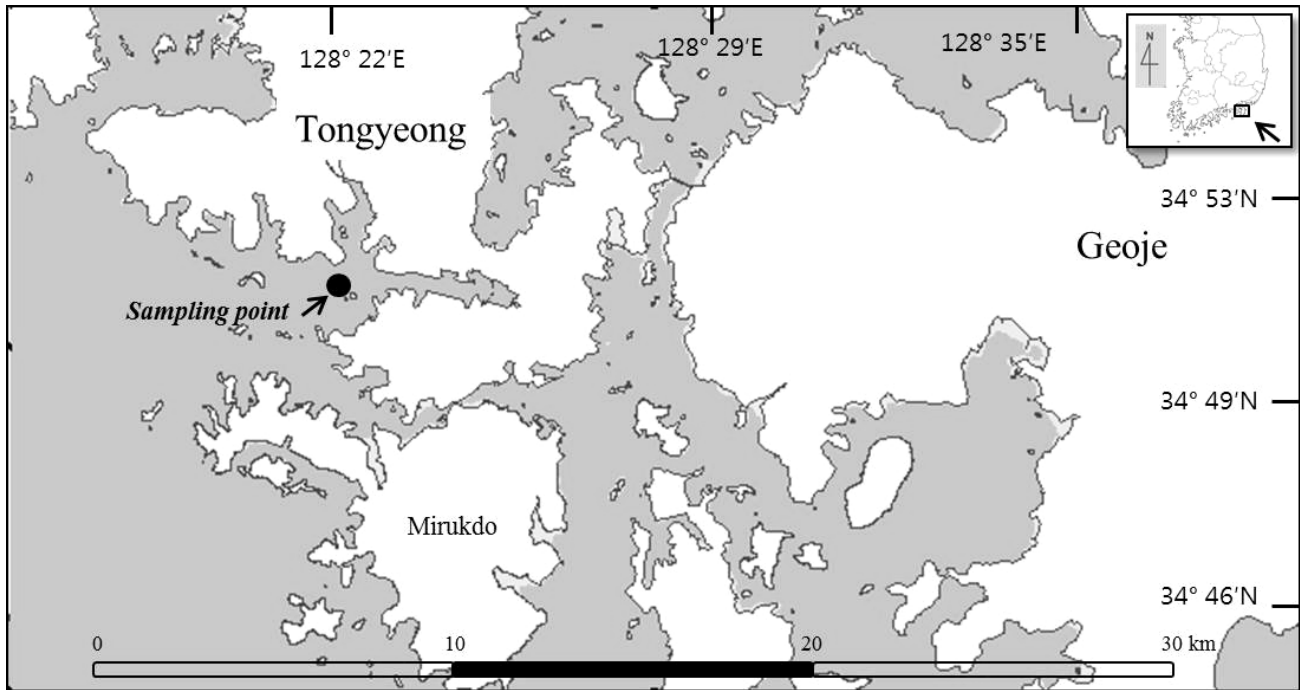 128° 22′E
128° 29′E
128° 35′E
N
Tongyeong
34° 53′N
Geoje
Sampling point
34° 49′N
Mirukdo
34° 46′N
0
10
20
30 km